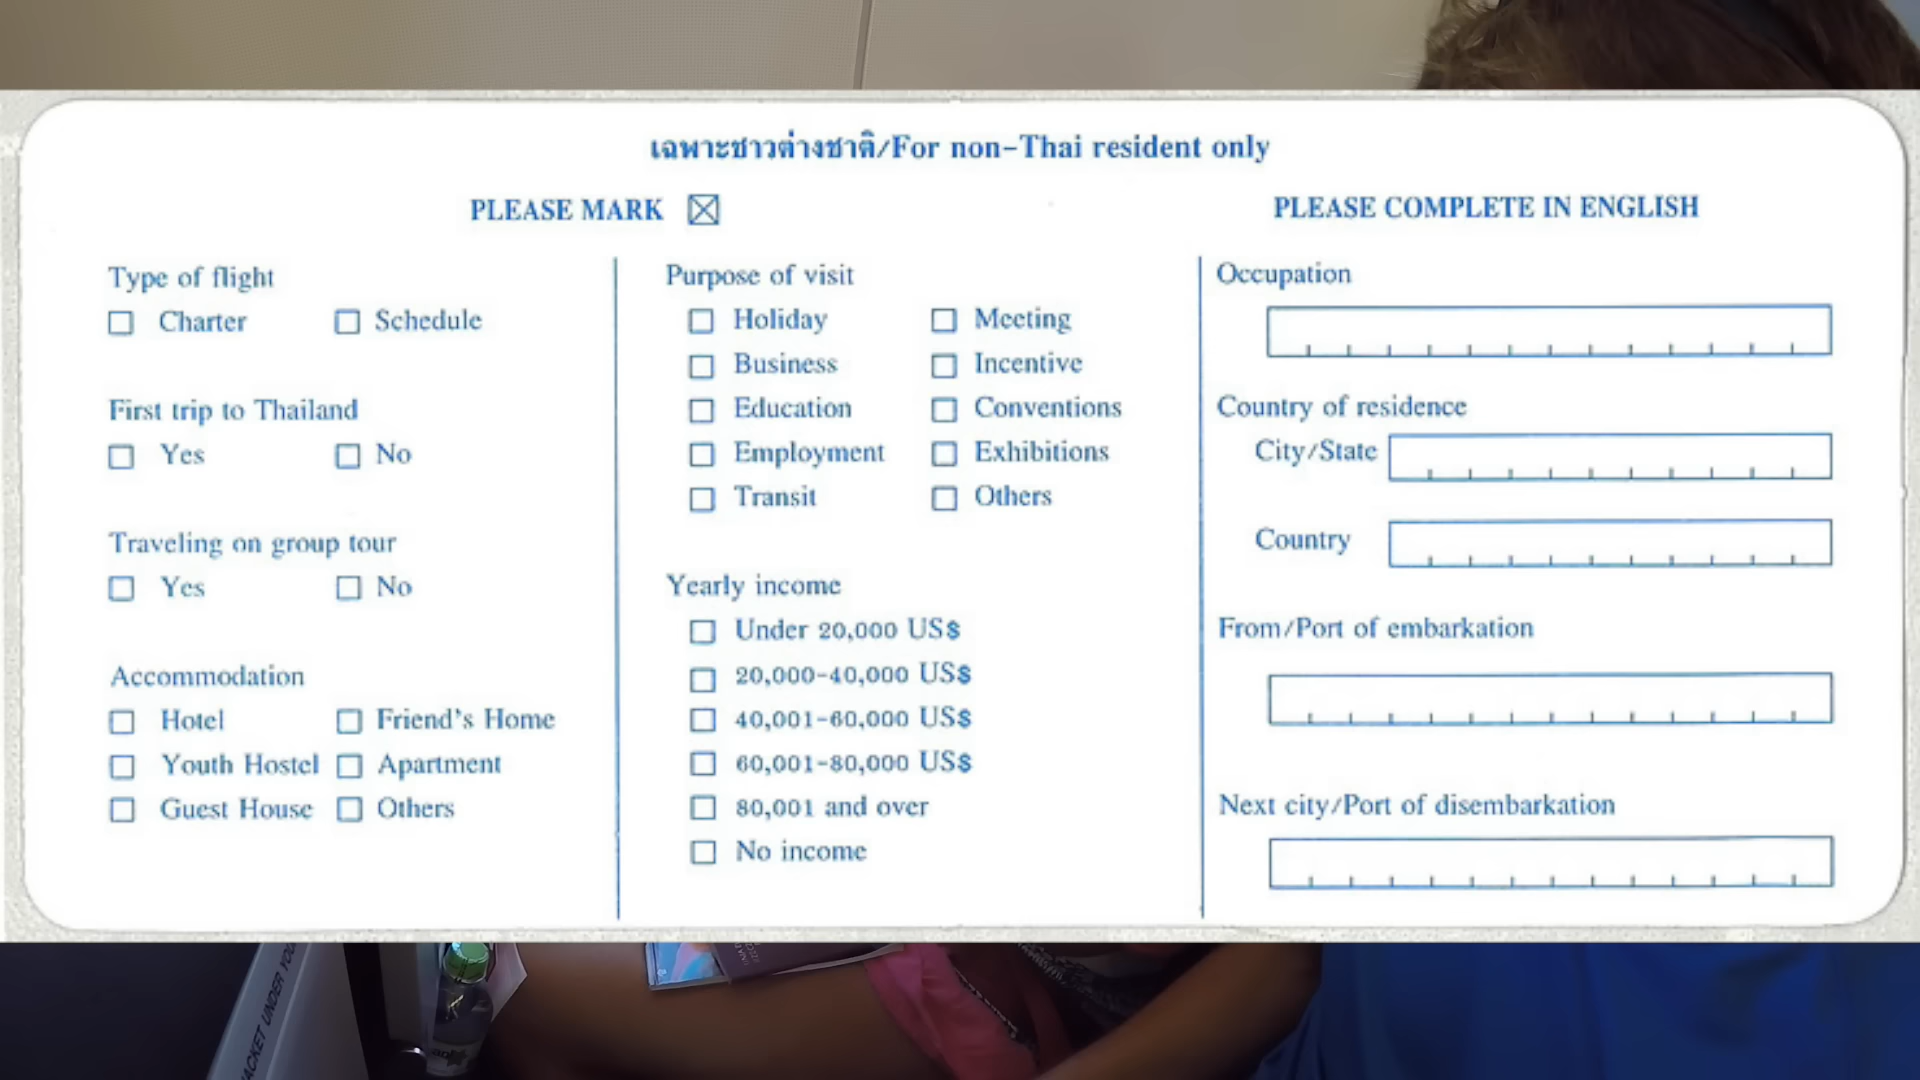 เฉพาะชาวต่างชาติ/For non-Thai resident only
PLEASE MARK
PLEASE COMPLETE IN ENGLISH
Type of flight
Charter
Schedule
First trip to Thailand
Yes
No
Traveling on group tour
Yes
No
Accommodation
Hotel
Friend's Home
Youth Hostel
Apartment
Guest House
Others
Purpose of visit
Holiday
Meeting
Business
Incentive
Education
Conventions
Employment
Exhibitions
Transit
Others
Yearly income
Under 20,000 US$
20,000-40,000 US$
40,001-60,000 US$
60,001-80,000 US$
80,001 and over
No income
Occupation
Country of residence
City/State
Country
From/Port of embarkation
Next city/Port of disembarkation
JACKET UNDER